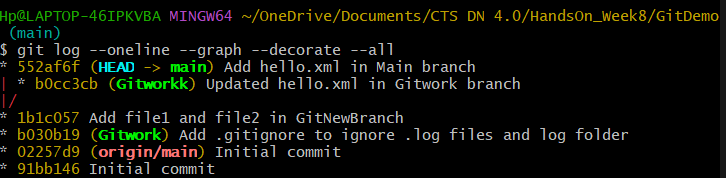 Hp@LAPTOP-46IPKVBA MINGW64 ~/OneDrive/Documents/CTS DN 4.0/HandsOn_Week8/GitDemo
(main)
$ git log --oneline --graph --decorate --all
* 552af6f (HEAD -> main) Add hello.xml in Main branch
| * b0cc3cb (Gitworkk) Updated hello.xml in Gitwork branch
|/
* 1b1c057 Add file1 and file2 in GitNewBranch
* b030b19 (Gitwork) Add .gitignore to ignore .log files and log folder
* 02257d9 (origin/main) Initial commit
* 91bb146 Initial commit